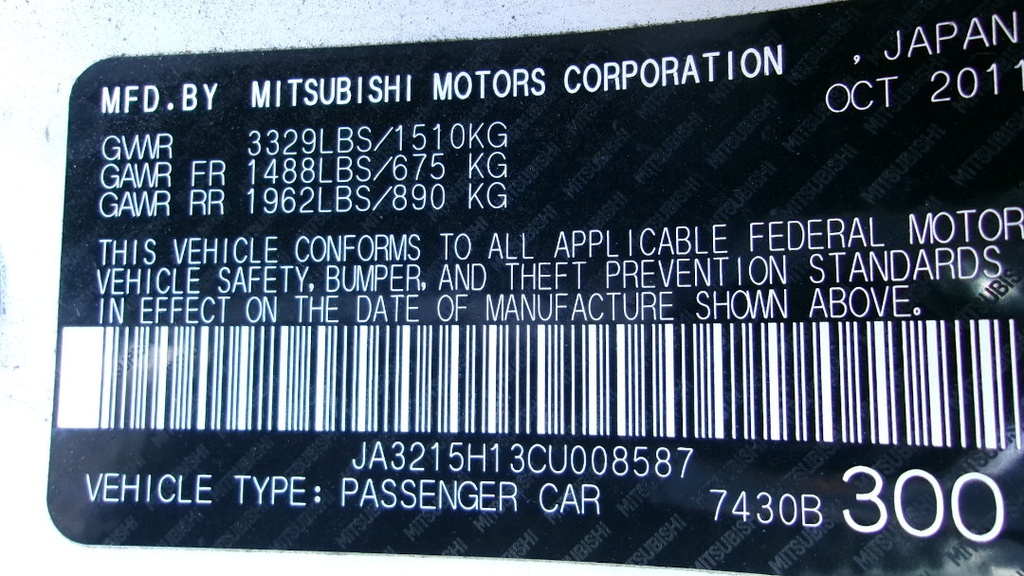 MFD.BY MITSUBISHI MOTORS CORPORATION , JAPAN
OCT 2011
GVWR 3329LBS/1510KG
GAWR FR 1488LBS/675 KG
GAWR RR 1962LBS/890 KG
THIS VEHICLE CONFORMS TO ALL APPLICABLE FEDERAL MOTOR
VEHICLE SAFETY, BUMPER, AND THEFT PREVENTION STANDARDS
IN EFFECT ON THE DATE OF MANUFACTURE SHOWN ABOVE.
JA3215H13CU008587
VEHICLE TYPE: PASSENGER CAR 7430B 300